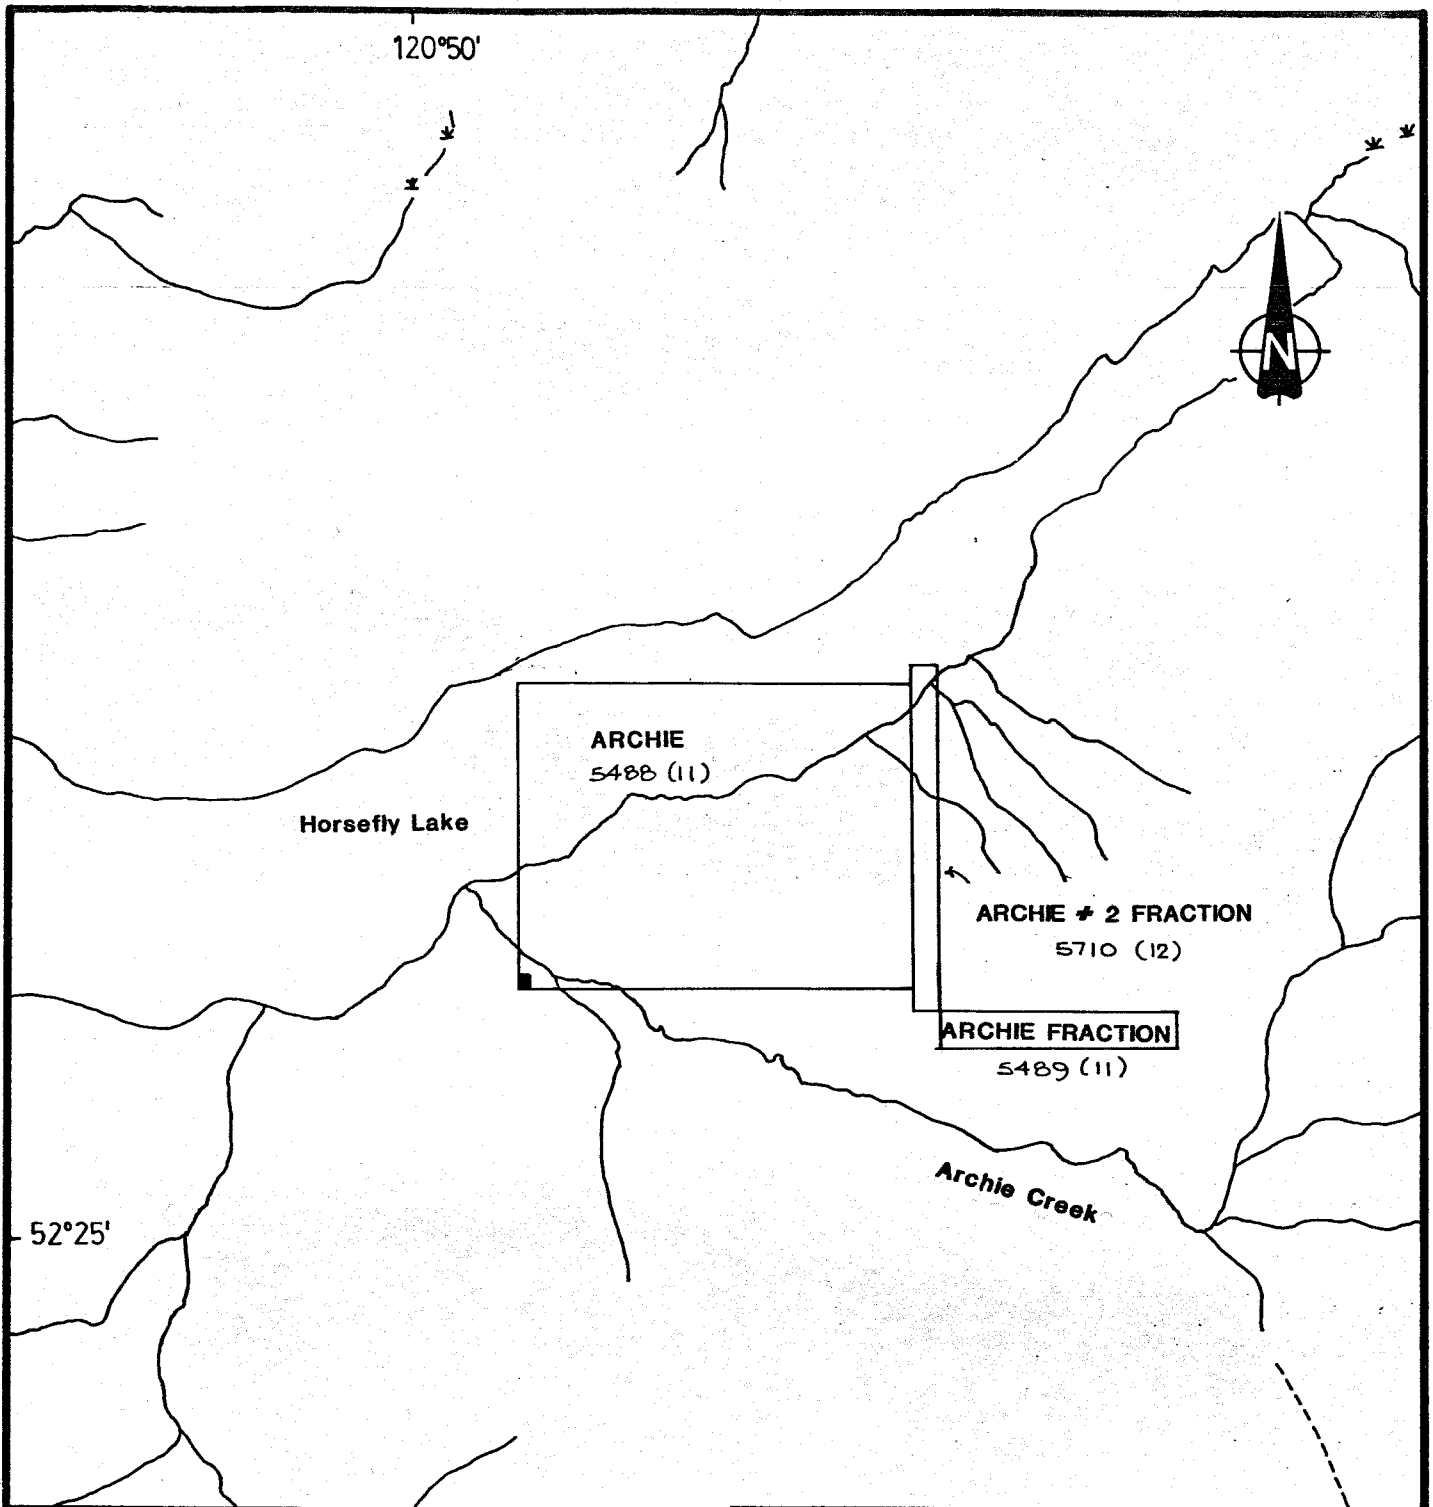 120°50'
N
ARCHIE
5488 (11)
Horsefly Lake
ARCHIE # 2 FRACTION
5710 (12)
ARCHIE FRACTION
5489 (11)
Archie Creek
52°25'